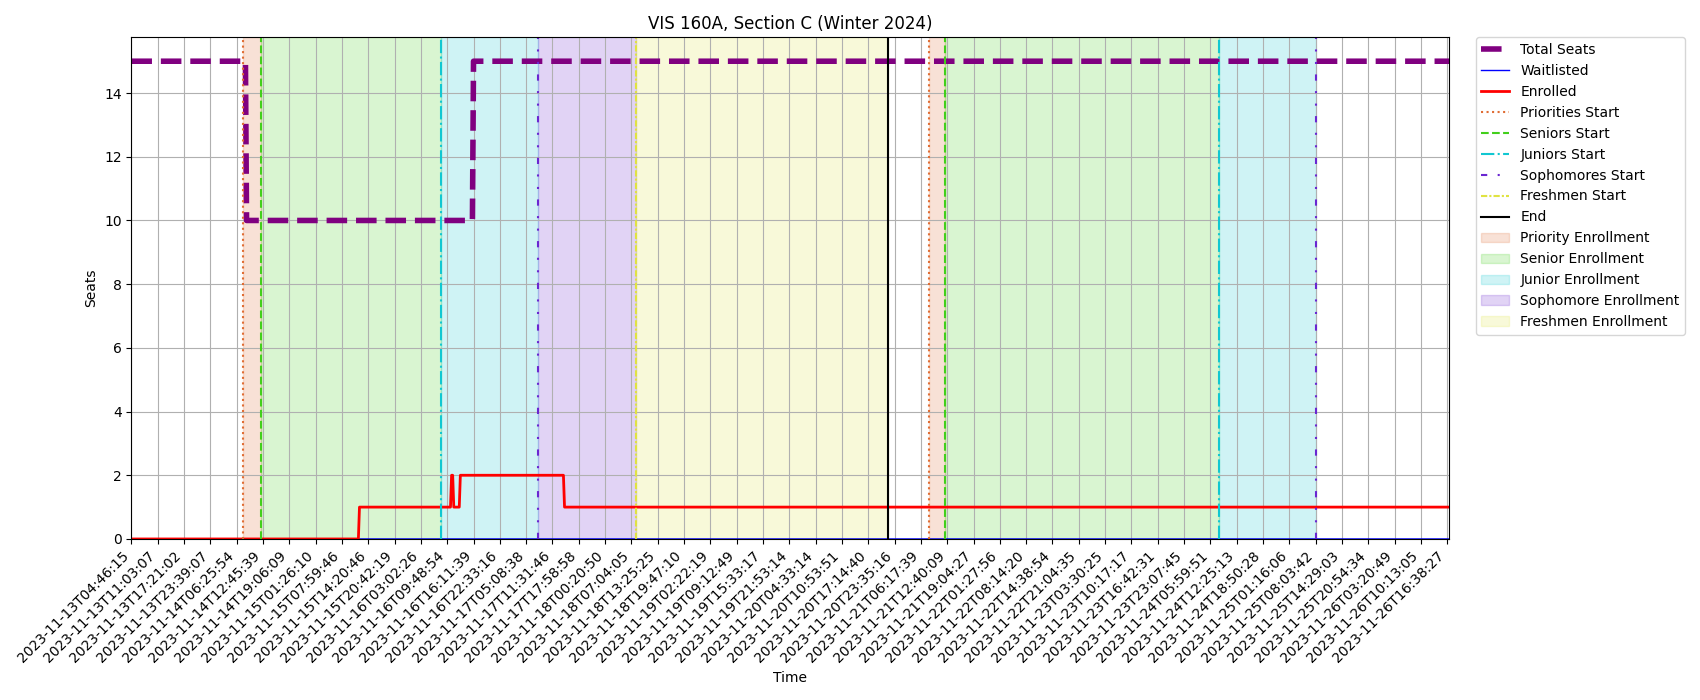 VIS 160A, Section C (Winter 2024)
Seats
14
12
10
8
6
4
2
0
2023-11-13T04:46:15
2023-11-13T11:03:07
2023-11-13T17:21:02
2023-11-13T23:39:07
2023-11-14T06:25:54
2023-11-14T12:45:39
2023-11-14T19:06:09
2023-11-15T01:26:10
2023-11-15T07:59:46
2023-11-15T14:20:46
2023-11-15T20:42:19
2023-11-16T03:02:26
2023-11-16T09:48:54
2023-11-16T16:11:39
2023-11-16T22:33:16
2023-11-17T05:08:38
2023-11-17T11:31:46
2023-11-17T17:58:58
2023-11-18T00:20:50
2023-11-18T07:04:05
2023-11-18T13:25:25
2023-11-18T19:47:10
2023-11-19T02:22:19
2023-11-19T09:12:49
2023-11-19T15:33:17
2023-11-19T21:53:14
2023-11-20T04:33:14
2023-11-20T10:53:51
2023-11-20T17:14:40
2023-11-20T23:35:16
2023-11-21T06:17:39
2023-11-21T12:40:09
2023-11-21T19:04:27
2023-11-22T01:27:56
2023-11-22T08:14:20
2023-11-22T14:38:54
2023-11-22T21:04:35
2023-11-23T03:30:25
2023-11-23T10:17:17
2023-11-23T16:42:31
2023-11-23T23:07:45
2023-11-24T05:59:51
2023-11-24T12:25:13
2023-11-24T18:50:28
2023-11-25T01:16:06
2023-11-25T08:03:42
2023-11-25T14:29:03
2023-11-25T20:54:34
2023-11-26T03:20:49
2023-11-26T10:13:05
2023-11-26T16:38:27
Time
Total Seats
Waitlisted
Enrolled
Priorities Start
Seniors Start
Juniors Start
Sophomores Start
Freshmen Start
End
Priority Enrollment
Senior Enrollment
Junior Enrollment
Sophomore Enrollment
Freshmen Enrollment